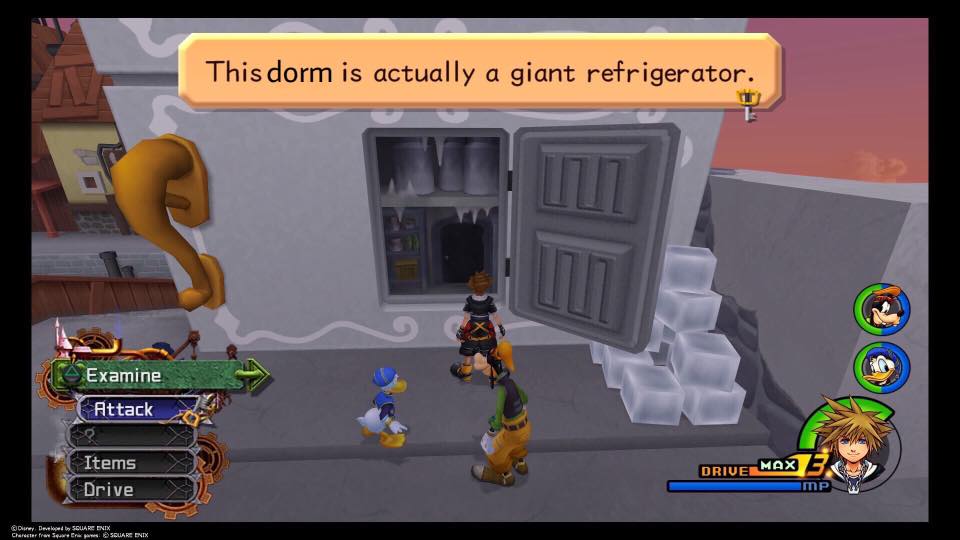 This dorm is actually a giant refrigerator.
Examine
Attack
Items
Drive
DRIVE MAX 3
MP
©Disney. Developed by SQUARE ENIX
Character from Square Enix games: © SQUARE ENIX